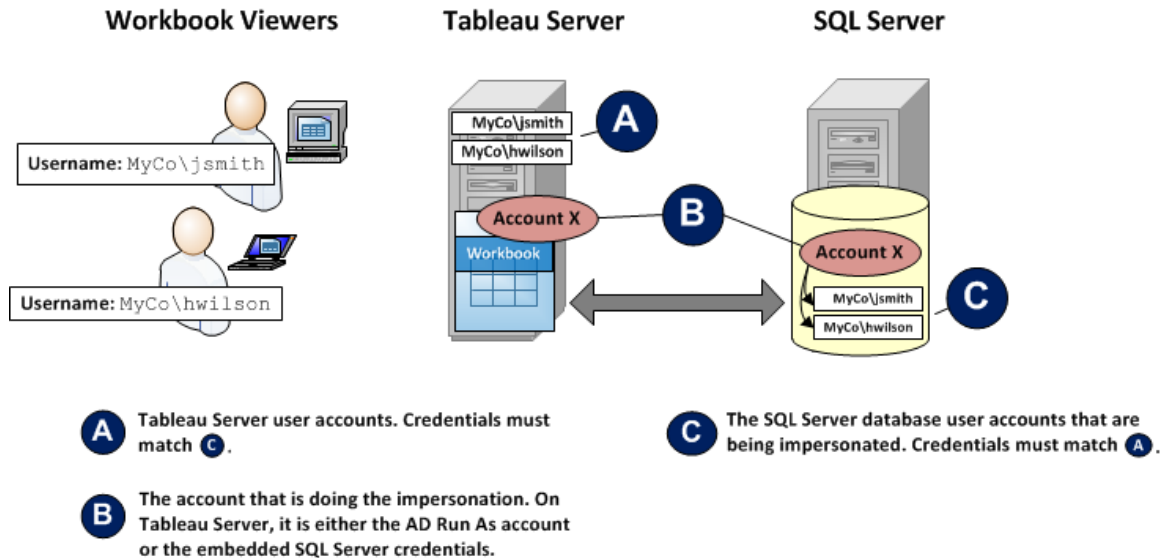 Workbook Viewers
Tableau Server
SQL Server
Username: MyCo\jsmith
Username: MyCo\hwilson
MyCo\jsmith
MyCo\hwilson
A
Account X
Workbook
B
Account X
MyCo\jsmith
MyCo\hwilson
C
A
Tableau Server user accounts. Credentials must
match C .
B
The account that is doing the impersonation. On
Tableau Server, it is either the AD Run As account
or the embedded SQL Server credentials.
C
The SQL Server database user accounts that are
being impersonated. Credentials must match A .